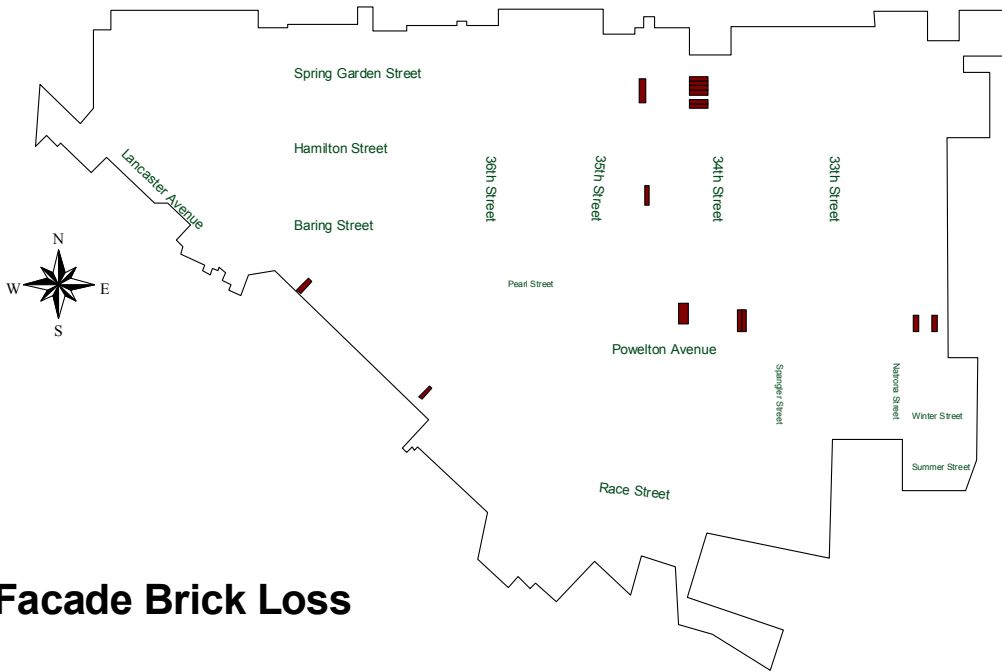 Spring Garden Street
Hamilton Street
Lancaster Avenue
36th Street
35th Street
34th Street
33th Street
Baring Street
N
W
E
S
Pearl Street
Powelton Avenue
Spangler Street
Natrona Street
Winter Street
Summer Street
Race Street
Facade Brick Loss